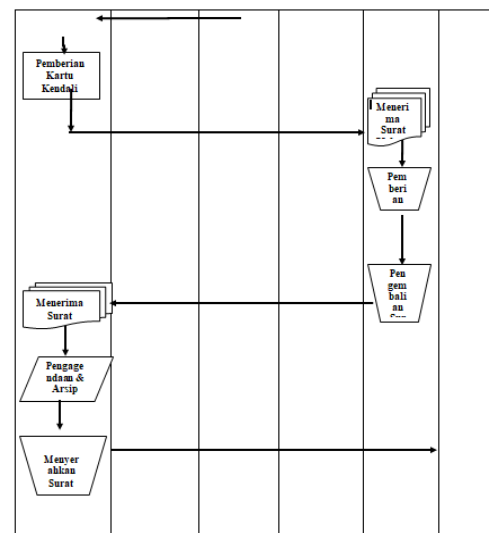 Pemberian
Kartu
Kendali
Meneri
ma
Surat
Pem
beri
an
Pen
gem
bali
an
Menerima
Surat
Pengage
ndaan &
Arsip
Menyer
ahkan
Surat